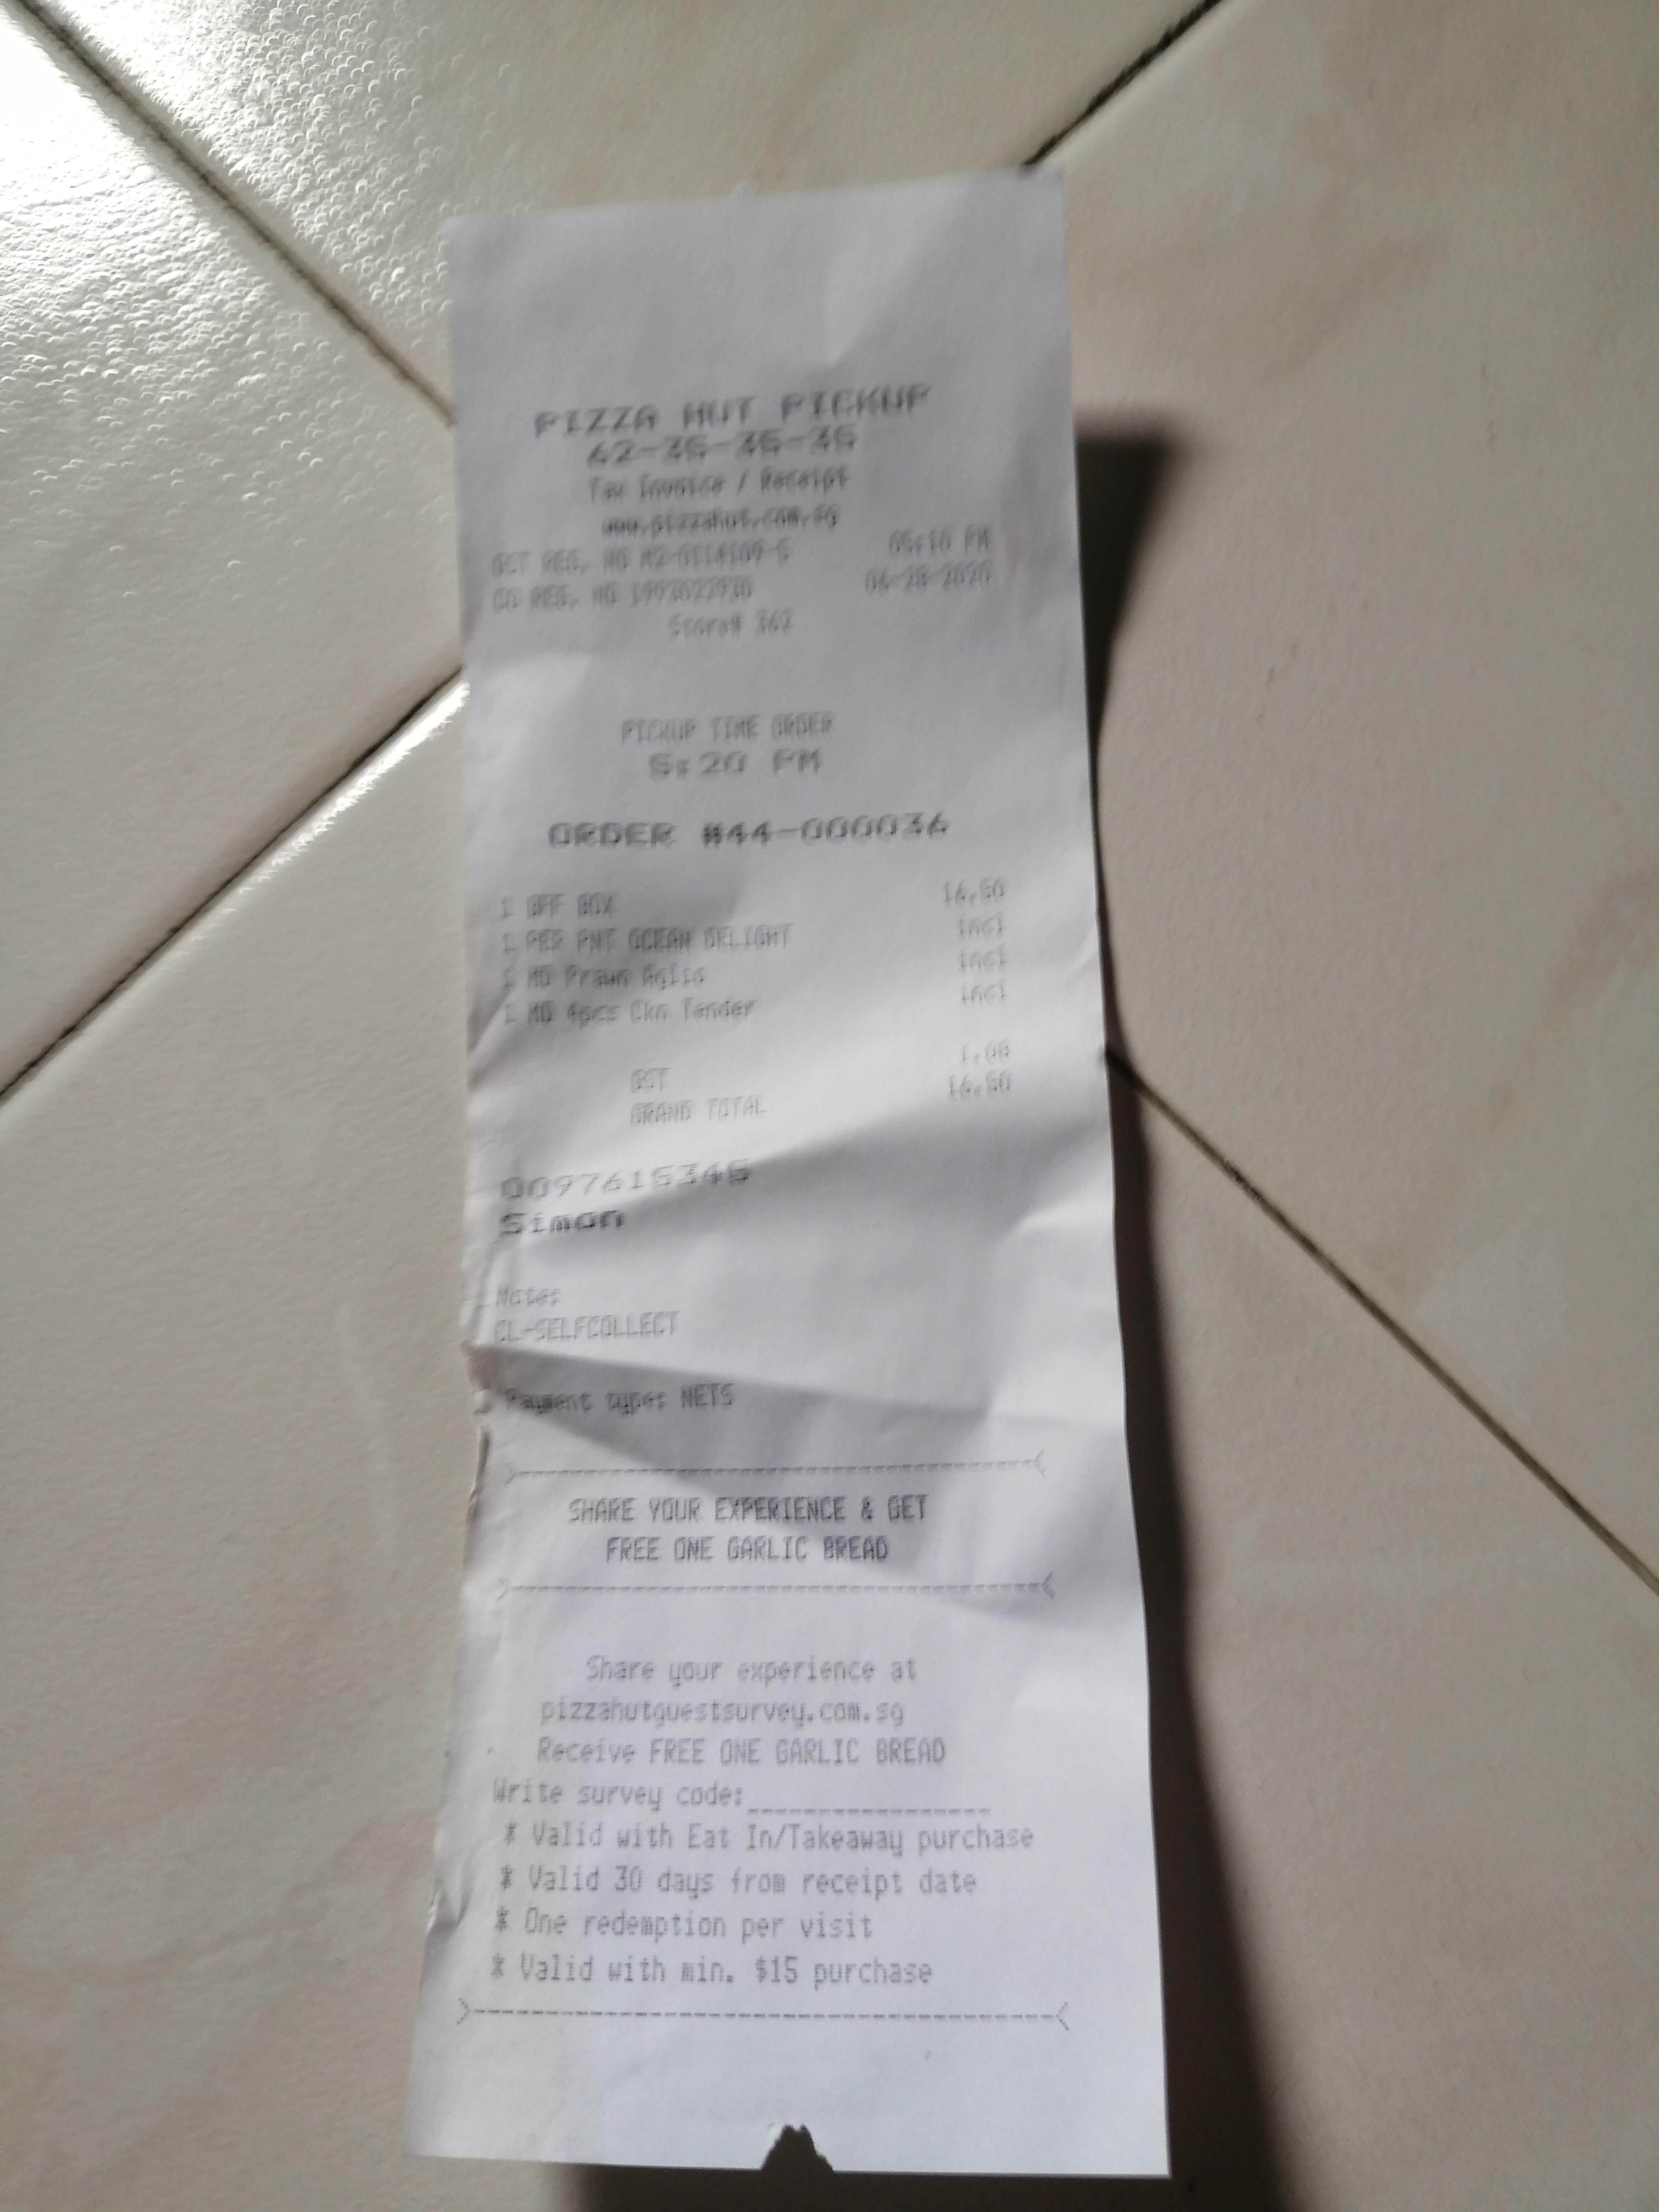 PIZZA HUT PICKUP
62-35-35-35
Tax Invoice / Receipt
www.pizzahut.com.sg
GST REG. NO M2-0114109-5 05:10 PM
CO REG. NO 06-28-2020
Store# 362
PICKUP TIME ORDER
5:20 PM
ORDER #44-000036
1 BFF BOX 16.50
1 PER PNT OCEAN DELIGHT incl
1 MD Prawn Aglio incl
1 MD 4pcs Ckn Tender incl
GST 1.08
GRAND TOTAL 16.50
0097615345
Simon
Note:
CL-SELFCOLLECT
Payment type: NETS
SHARE YOUR EXPERIENCE & GET
FREE ONE GARLIC BREAD
Share your experience at
pizzahutguestsurvey.com.sg
Receive FREE ONE GARLIC BREAD
Write survey code:_________________
* Valid with Eat In/Takeaway purchase
* Valid 30 days from receipt date
* One redemption per visit
* Valid with min. $15 purchase